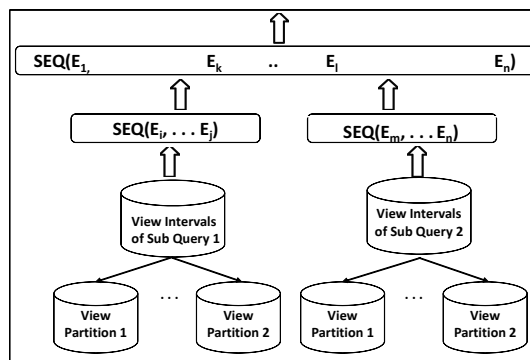 SEQ(E1, Ek .. El En)
SEQ(Ei, . . . Ej)
SEQ(Em, . . . En)
View Intervals
of Sub Query 1
View Intervals
of Sub Query 2
...
...
View
Partition 1
View
Partition 2
View
Partition 1
View
Partition 2